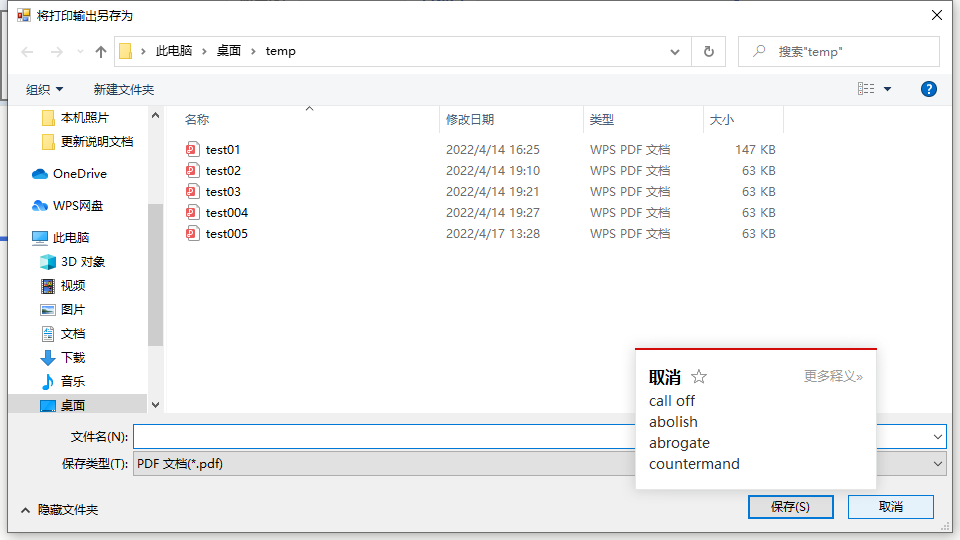 将打印输出另存为
此电脑 桌面 temp 搜索"temp"
组织 新建文件夹
本机照片
更新说明文档
OneDrive
WPS网盘
此电脑
3D 对象
视频
图片
文档
下载
音乐
桌面
名称 修改日期 类型 大小
test01 2022/4/14 16:25 WPS PDF 文档 147 KB
test02 2022/4/14 19:10 WPS PDF 文档 63 KB
test03 2022/4/14 19:21 WPS PDF 文档 63 KB
test004 2022/4/14 19:27 WPS PDF 文档 63 KB
test005 2022/4/17 13:28 WPS PDF 文档 63 KB
取消 更多释义»
call off
abolish
abrogate
countermand
文件名(N):
保存类型(T): PDF 文档(*.pdf)
隐藏文件夹 保存(S) 取消